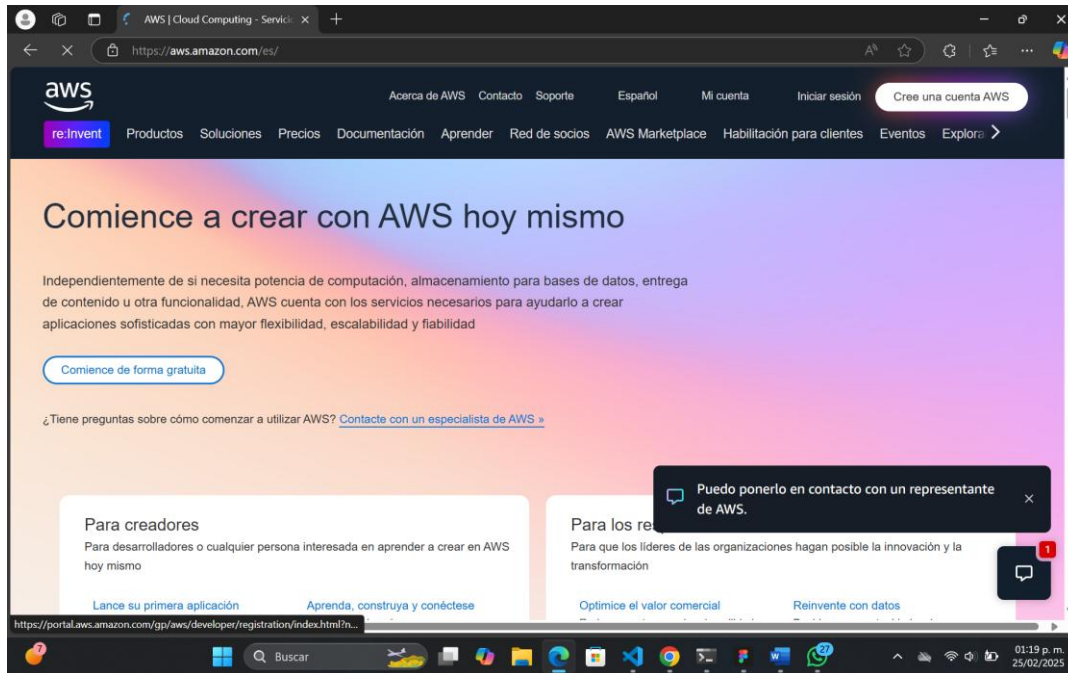 AWS | Cloud Computing - Servici
https://aws.amazon.com/es/
aws
Acerca de AWS Contacto Soporte Español Mi cuenta Iniciar sesión Cree una cuenta AWS
re:Invent Productos Soluciones Precios Documentación Aprender Red de socios AWS Marketplace Habilitación para clientes Eventos Explora
Comience a crear con AWS hoy mismo
Independientemente de si necesita potencia de computación, almacenamiento para bases de datos, entrega
de contenido u otra funcionalidad, AWS cuenta con los servicios necesarios para ayudarlo a crear
aplicaciones sofisticadas con mayor flexibilidad, escalabilidad y fiabilidad
Comience de forma gratuita
¿Tiene preguntas sobre cómo comenzar a utilizar AWS? Contacte con un especialista de AWS »
Puedo ponerlo en contacto con un representante
de AWS.
1
Para creadores
Para desarrolladores o cualquier persona interesada en aprender a crear en AWS
hoy mismo
Lance su primera aplicación Aprenda, construya y conéctese
Para los re
Para que los líderes de las organizaciones hagan posible la innovación y la
transformación
Optimice el valor comercial Reinvente con datos
https://portal.aws.amazon.com/gp/aws/developer/registration/index.html?n...
7
Buscar
27
01:19 p. m.
25/02/2025